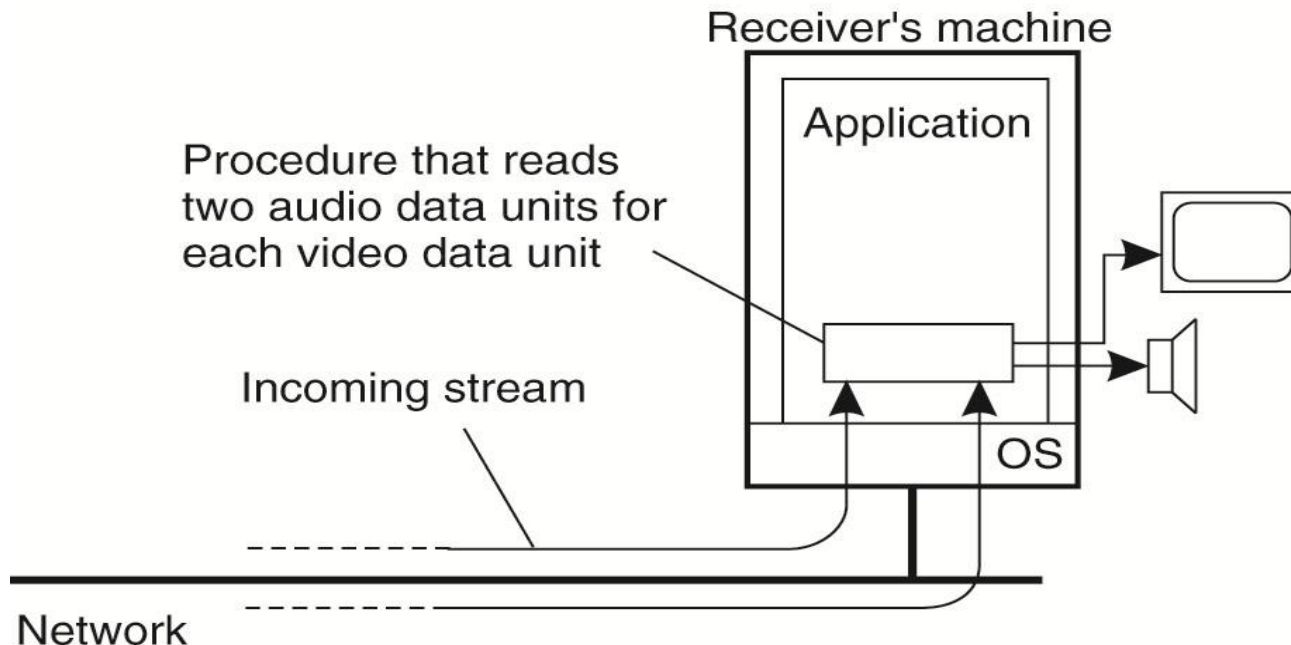 Receiver's machine
Application
Procedure that reads
two audio data units for
each video data unit
Incoming stream
OS
Network